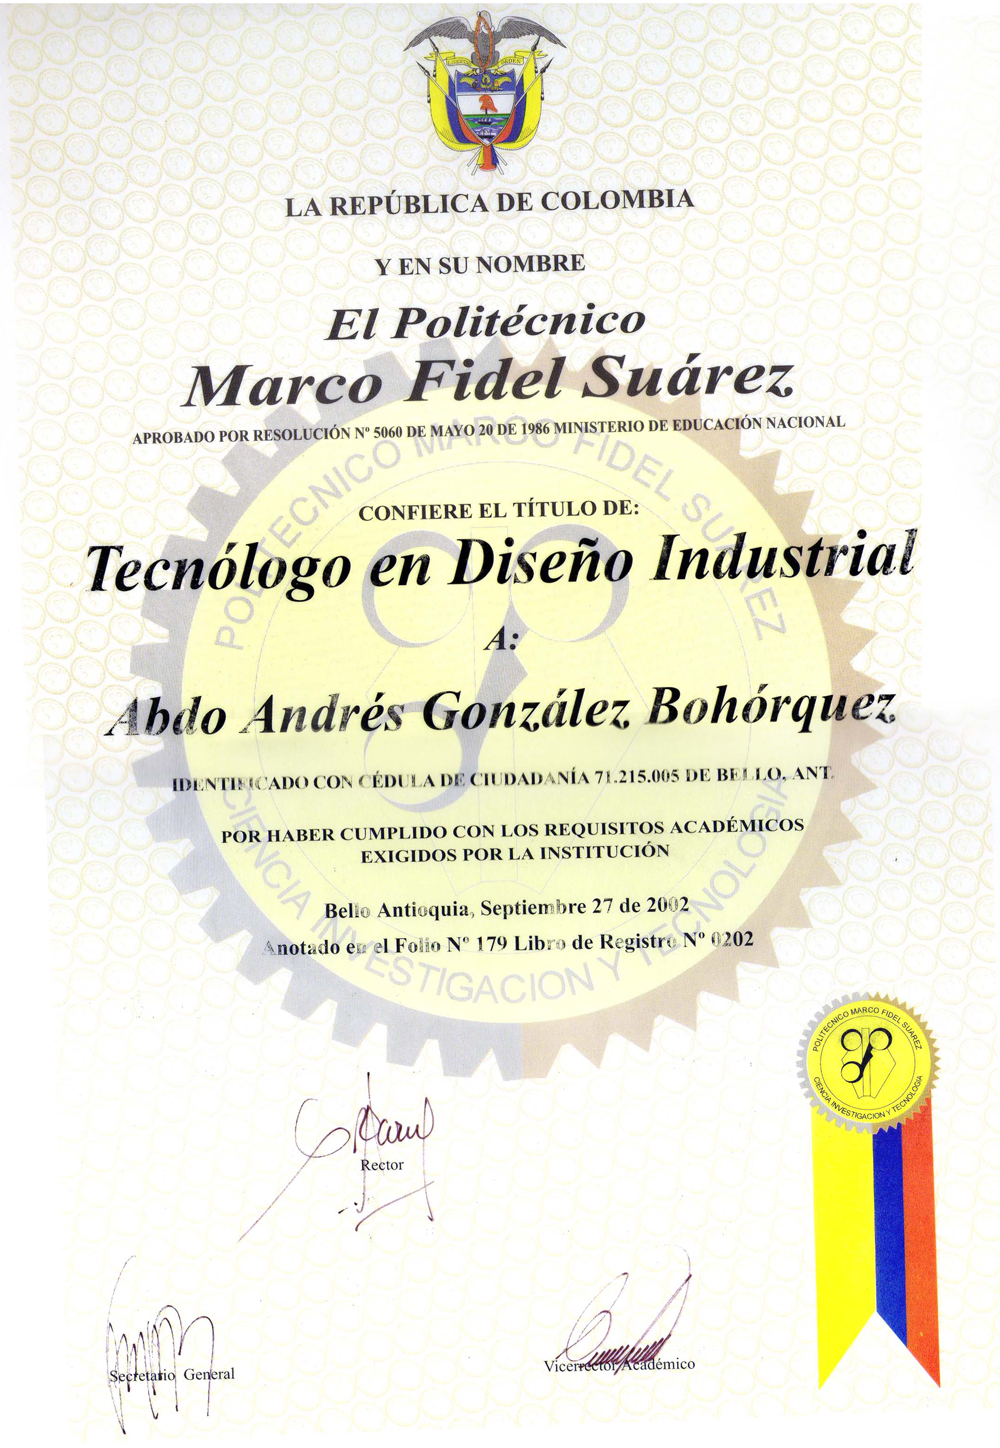 LIBERTAD Y ORDEN
LA REPÚBLICA DE COLOMBIA
Y EN SU NOMBRE
El Politécnico
Marco Fidel Suárez
APROBADO POR RESOLUCIÓN Nº 5060 DE MAYO 20 DE 1986 MINISTERIO DE EDUCACIÓN NACIONAL
POLITECNICO MARCO FIDEL SUAREZ
CONFIERE EL TÍTULO DE:
Tecnólogo en Diseño Industrial
A:
Abdo Andrés González Bohórquez
IDENTIFICADO CON CÉDULA DE CIUDADANÍA 71.215.005 DE BELLO, ANT.
POR HABER CUMPLIDO CON LOS REQUISITOS ACADÉMICOS
EXIGIDOS POR LA INSTITUCIÓN
Bello Antioquia, Septiembre 27 de 2002
Anotado en el Folio Nº 179 Libro de Registro Nº 0202
CIENCIA INVESTIGACION Y TECNOLOGIA
POLITECNICO MARCO FIDEL SUAREZ
CIENCIA INVESTIGACION Y TECNOLOGIA
Rector
Secretario General
Vicerrector Académico